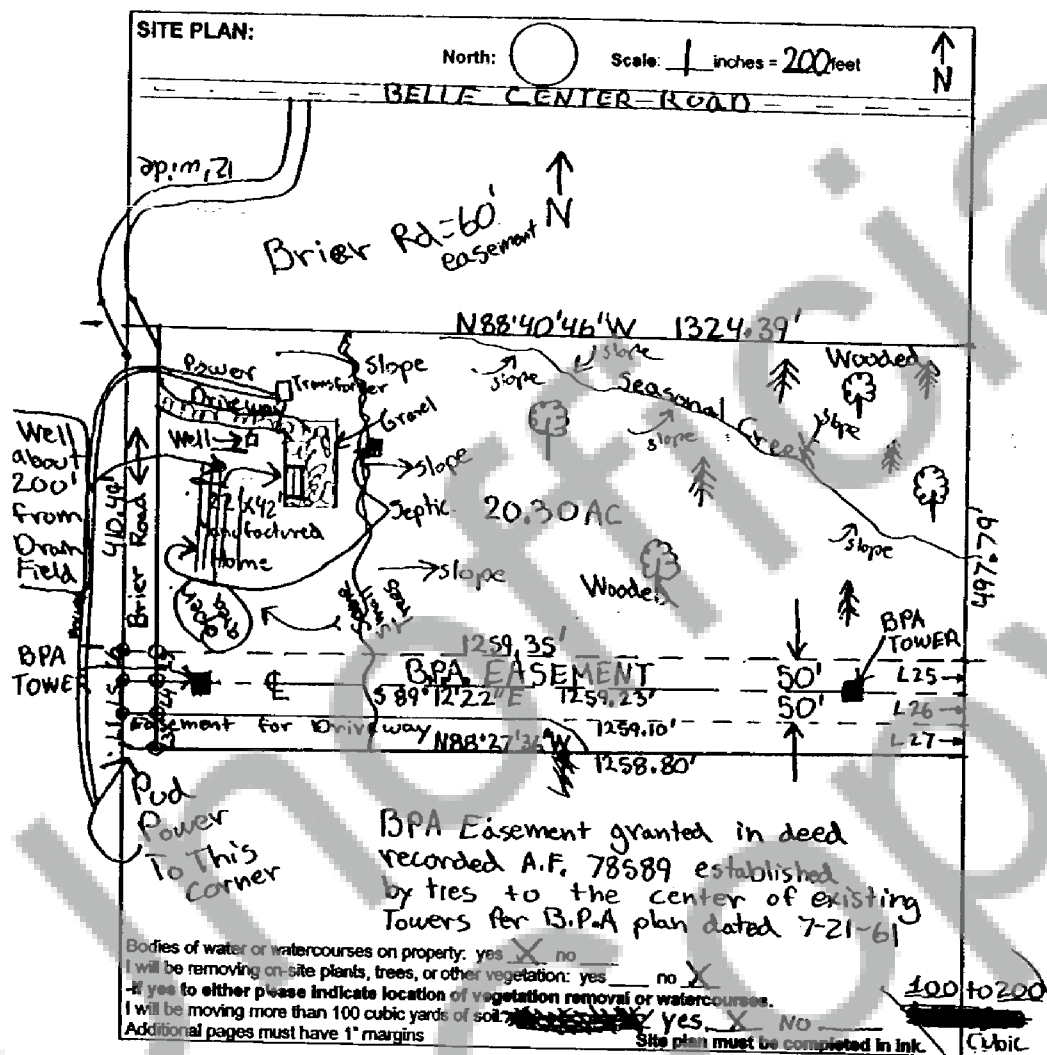 SITE PLAN:
North:
Scale: 1 inches = 200 feet
N
BELLE CENTER ROAD
12' wide
Brier Rd=60'
easement
N
N88°40'46"W 1324.39'
Power
Slope
Transformer
Driveway
Gravel
Well
slope
slope
Seasonal
Creek
slope
slope
Wooded
slope
Well
about
200'
From
Drain
Field
410.48'
Brier Road
22'X42'
Manufactured
Home
Septic
20.30 AC
slope
slope
slope
Wooded
497.79'
BPA
TOWER
BPA
TOWE
1259.35'
BPA EASEMENT
S 89°12'22"E 1259.23'
50'
50'
L25
L26
L27
Easement for Driveway
1259.10'
N88°27'36"W
1258.80'
Pud
Power
To This
corner
BPA Easement granted in deed
recorded A.F. 78589 established
by ties to the center of existing
Towers Per B.P.A plan dated 7-21-61
Bodies of water or watercourses on property: yes X no
I will be removing on-site plants, trees, or other vegetation: yes no X
-If yes to either please indicate location of vegetation removal or watercourses.
I will be moving more than 100 cubic yards of soil? yes X No
Additional pages must have 1" margins
Site plan must be completed in ink.
100 to 200
Cubic